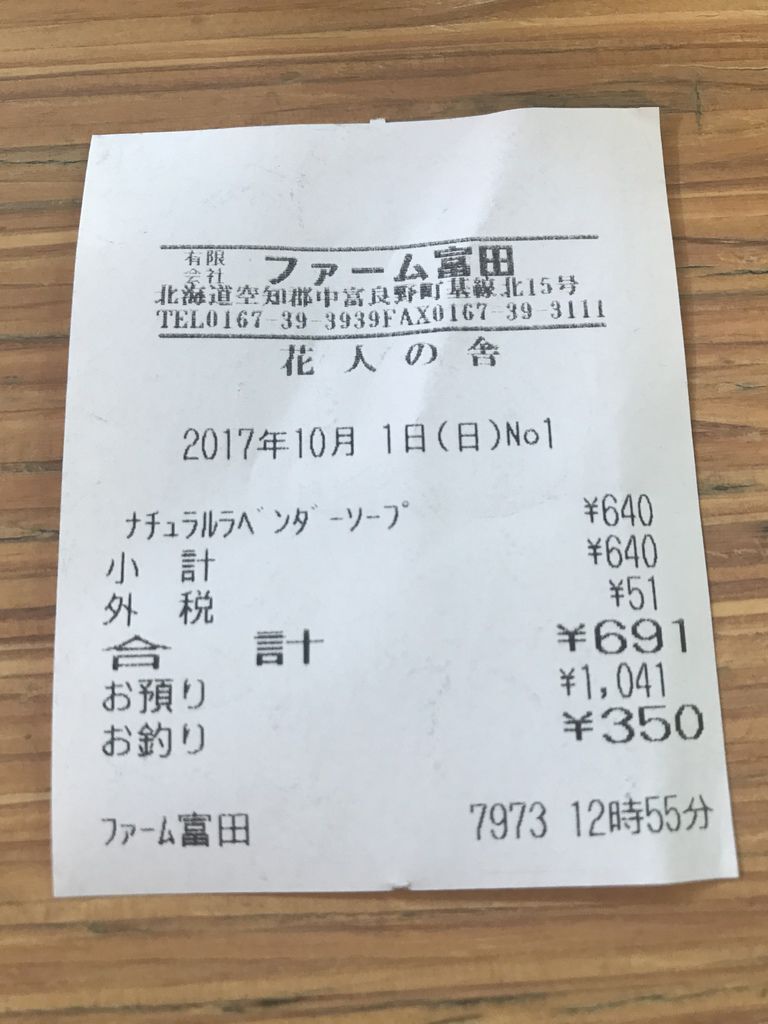 有限会社 ファーム富田
北海道空知郡中富良野町基線北15号
TEL0167-39-3939FAX0167-39-3111
花人の舎
2017年10月 1日(日)No1
ﾅﾁｭﾗﾙﾗﾍﾞﾝﾀﾞｰｿｰﾌﾟ ¥640
小 計 ¥640
外 税 ¥51
合 計 ¥691
お預り ¥1,041
お釣り ¥350
ﾌｧｰﾑ富田 7973 12時55分